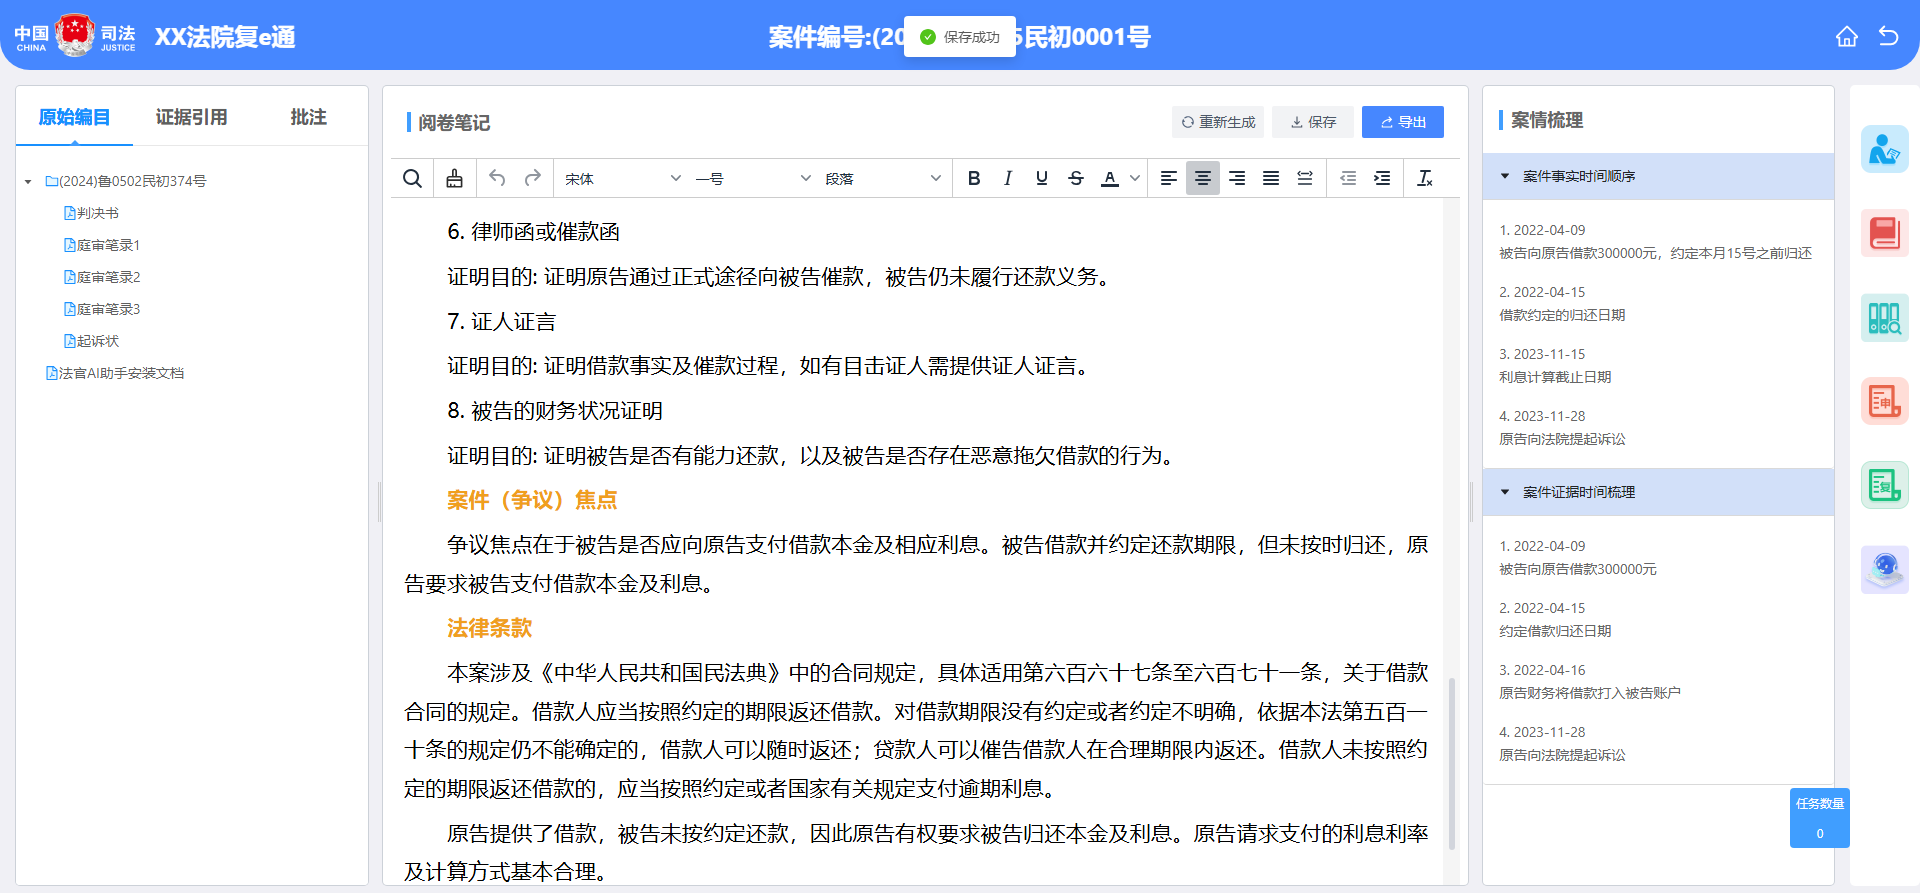 中国
CHINA
司法
JUSTICE
XX法院复e通
案件编号:(20
保存成功
5民初0001号
原始编目
证据引用
批注
(2024)鲁0502民初374号
判决书
庭审笔录1
庭审笔录2
庭审笔录3
起诉状
法官AI助手安装文档
阅卷笔记
重新生成
保存
导出
宋体
一号
段落
B
I
U
S
A
6. 律师函或催款函
证明目的: 证明原告通过正式途径向被告催款，被告仍未履行还款义务。
7. 证人证言
证明目的: 证明借款事实及催款过程，如有目击证人需提供证人证言。
8. 被告的财务状况证明
证明目的: 证明被告是否有能力还款，以及被告是否存在恶意拖欠借款的行为。
案件（争议）焦点
争议焦点在于被告是否应向原告支付借款本金及相应利息。被告借款并约定还款期限，但未按时归还，原
告要求被告支付借款本金及利息。
法律条款
本案涉及《中华人民共和国民法典》中的合同规定，具体适用第六百六十七条至六百七十一条，关于借款
合同的规定。借款人应当按照约定的期限返还借款。对借款期限没有约定或者约定不明确，依据本法第五百一
十条的规定仍不能确定的，借款人可以随时返还；贷款人可以催告借款人在合理期限内返还。借款人未按照约
定的期限返还借款的，应当按照约定或者国家有关规定支付逾期利息。
原告提供了借款，被告未按约定还款，因此原告有权要求被告归还本金及利息。原告请求支付的利息利率
及计算方式基本合理。
案情梳理
案件事实时间顺序
1. 2022-04-09
被告向原告借款300000元，约定本月15号之前归还
2. 2022-04-15
借款约定的归还日期
3. 2023-11-15
利息计算截止日期
4. 2023-11-28
原告向法院提起诉讼
案件证据时间梳理
1. 2022-04-09
被告向原告借款300000元
2. 2022-04-15
约定借款归还日期
3. 2022-04-16
原告财务将借款打入被告账户
4. 2023-11-28
原告向法院提起诉讼
申
复
任务数量
0